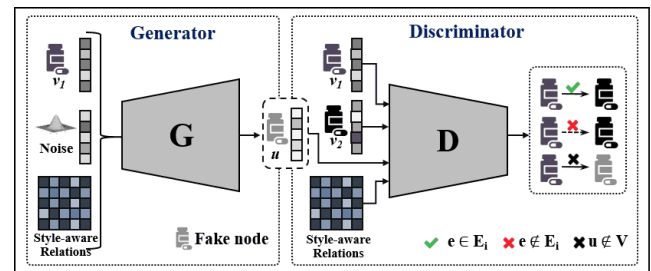 Generator
v1
Noise
Style-aware
Relations
G
u
Fake node
Discriminator
v1
v2
Style-aware
Relations
D
e ∈ Ei
e ∉ Ei
u ∉ V